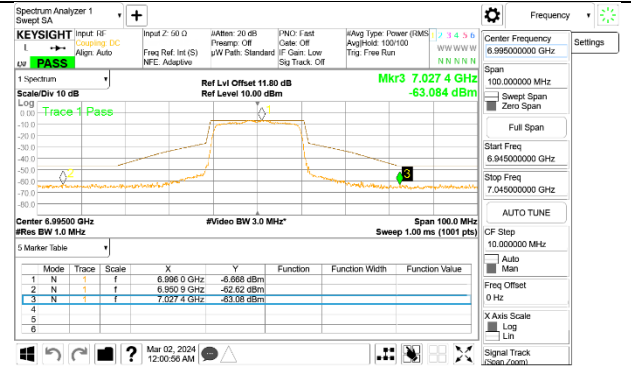 Spectrum Analyzer 1
Swept SA
Frequency
KEYSIGHT
Input: RF
Coupling: DC
Align: Auto
Input Z: 50 Ω
Freq Ref: Int (S)
NFE: Adaptive
#Atten: 20 dB
Preamp: Off
µW Path: Standard
PNO: Fast
Gate: Off
IF Gain: Low
Sig Track: Off
#Avg Type: Power (RMS
Avg|Hold: 100/100
Trig: Free Run
1 2 3 4 5 6
W W W W W
N N N N N
L
LXI
PASS
1 Spectrum
Scale/Div 10 dB
Ref Lvl Offset 11.80 dB
Ref Level 10.00 dBm
Mkr3 7.027 4 GHz
-63.084 dBm
Log
Trace 1 Pass
0.00
-10.0
-20.0
-30.0
-40.0
-50.0
-60.0
-70.0
-80.0
1
2
3
Center 6.99500 GHz
#Res BW 1.0 MHz
#Video BW 3.0 MHz*
Span 100.0 MHz
Sweep 1.00 ms (1001 pts)
5 Marker Table
Mode Trace Scale X Y Function Function Width Function Value
1 N 1 f 6.996 0 GHz -6.668 dBm
2 N 1 f 6.950 9 GHz -62.62 dBm
3 N 1 f 7.027 4 GHz -63.08 dBm
4
5
6
Mar 02, 2024
12:00:56 AM
Center Frequency
6.995000000 GHz
Settings
Span
100.000000 MHz
Swept Span
Zero Span
Full Span
Start Freq
6.945000000 GHz
Stop Freq
7.045000000 GHz
AUTO TUNE
CF Step
10.000000 MHz
Auto
Man
Freq Offset
0 Hz
X Axis Scale
Log
Lin
Signal Track
(Span Zoom)